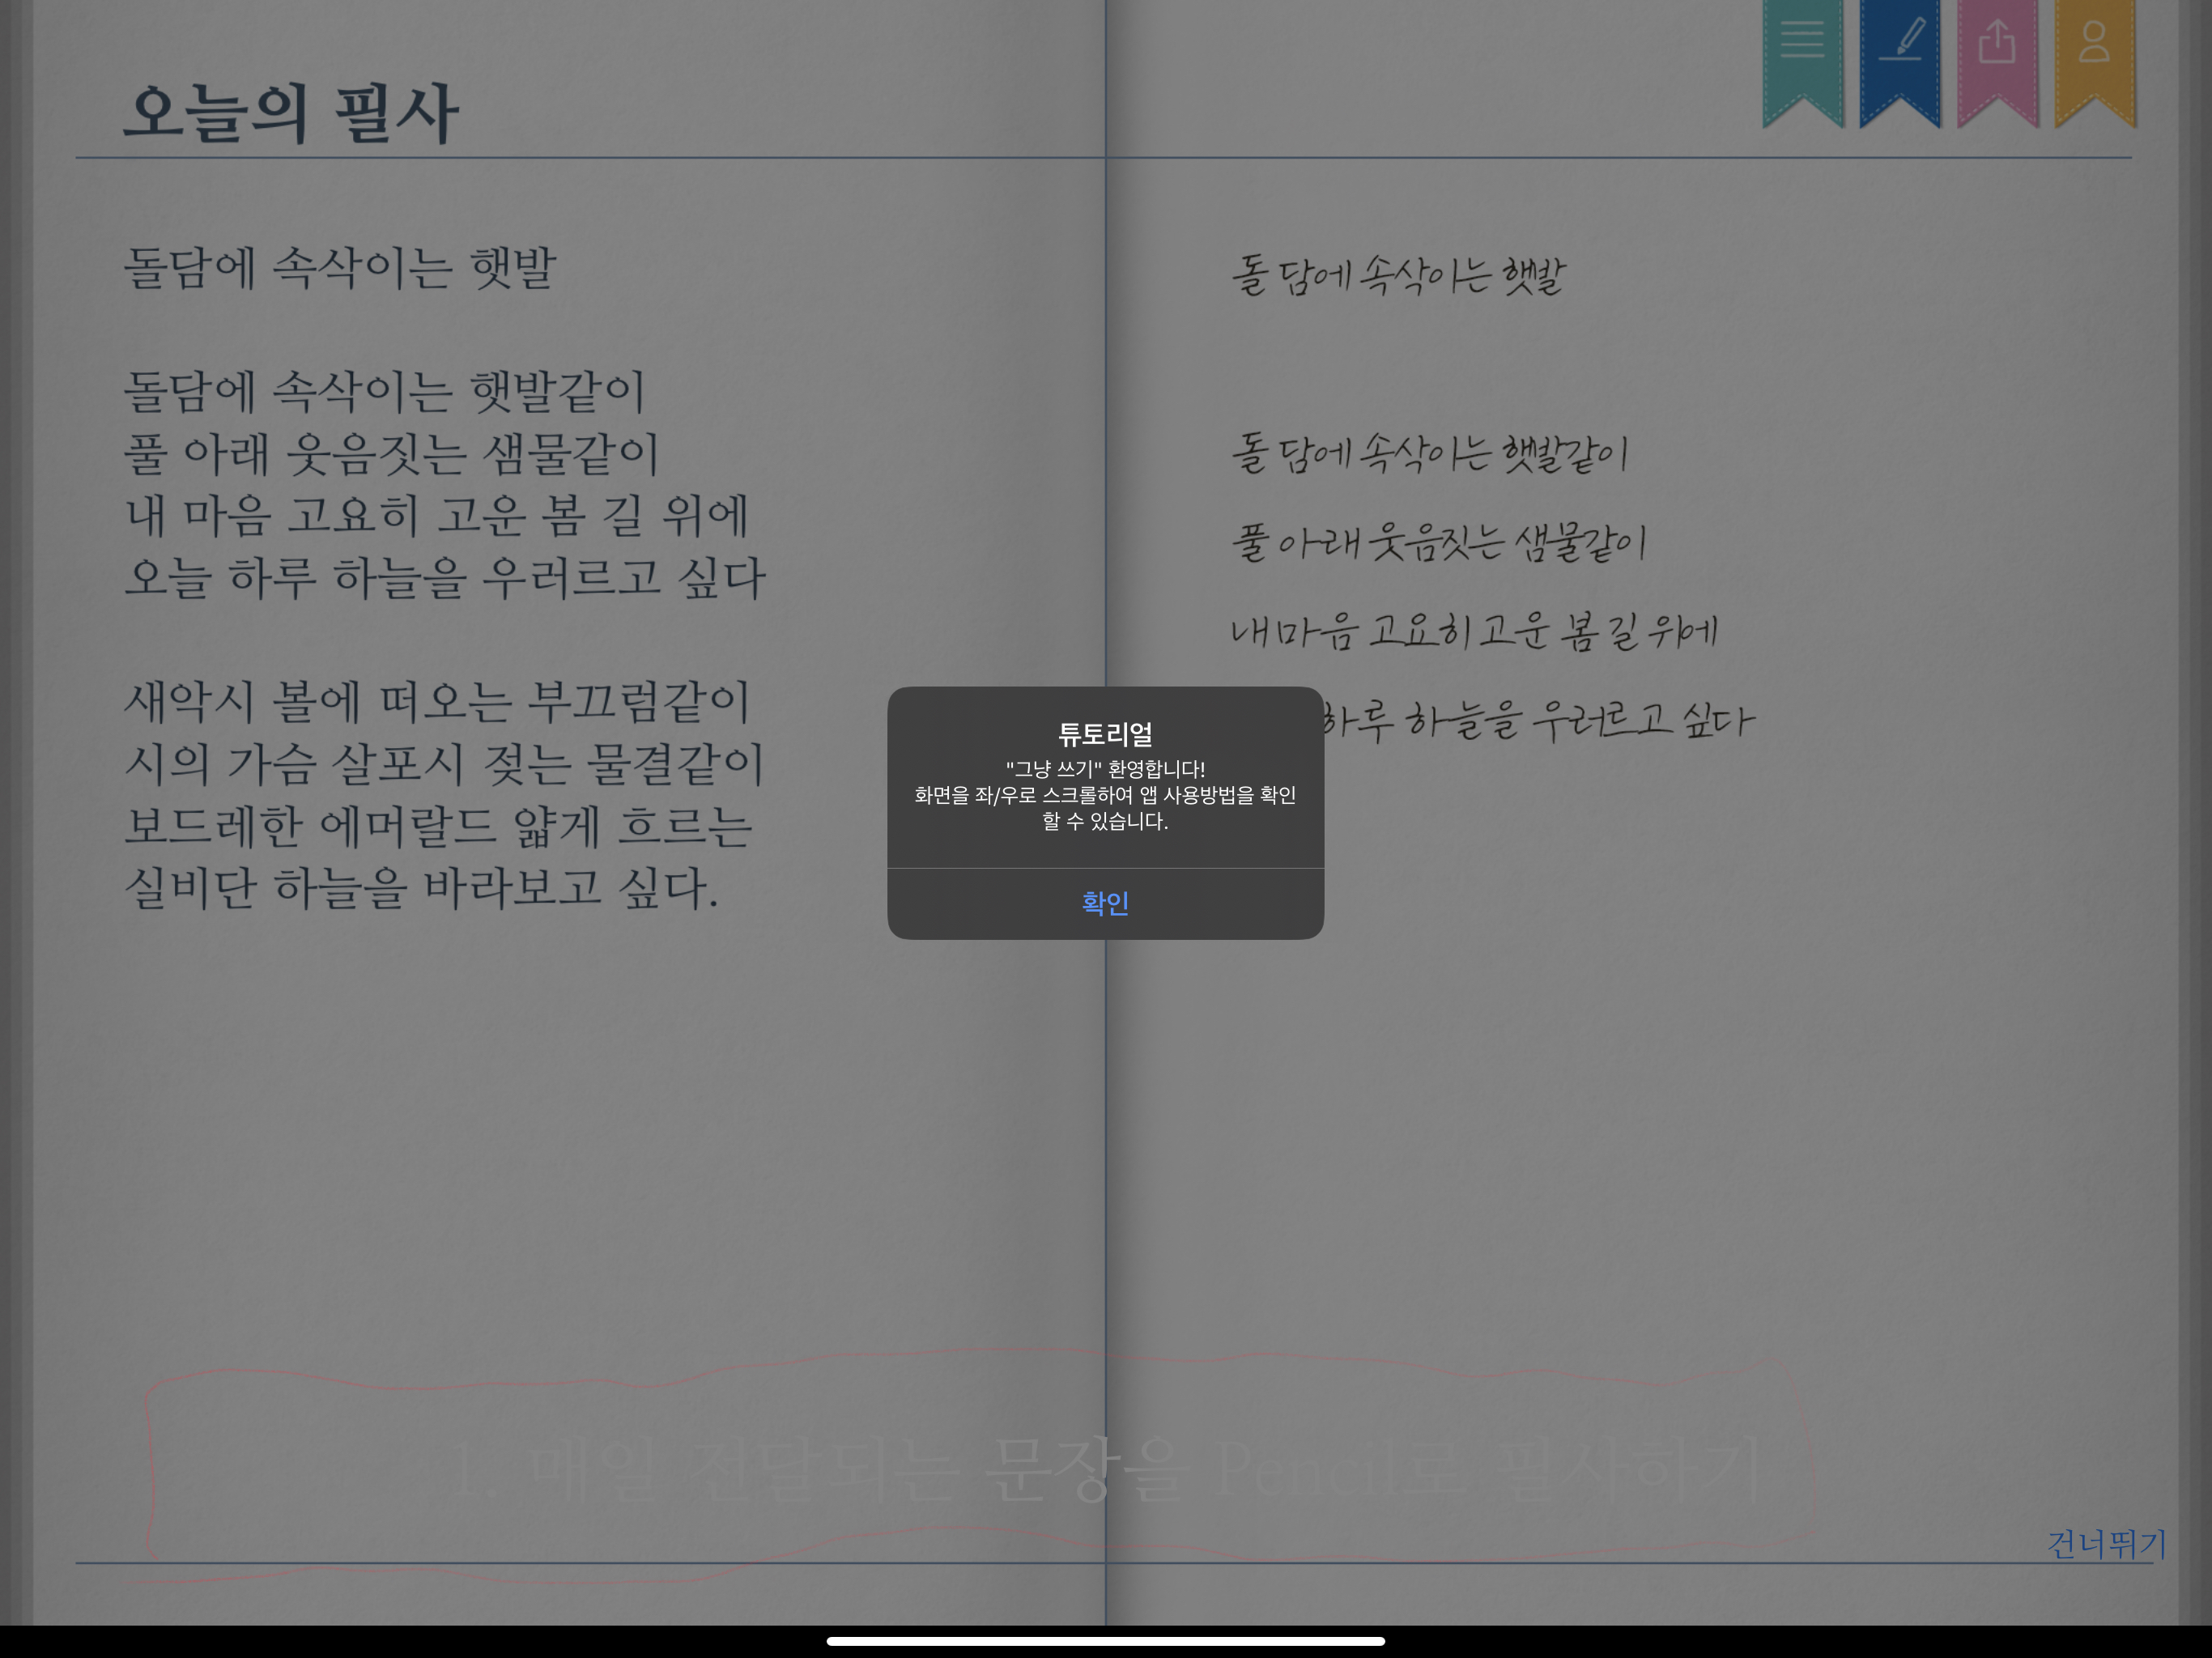 오늘의 필사
돌담에 속삭이는 햇발
돌담에 속삭이는 햇발같이
풀 아래 웃음짓는 샘물같이
내 마음 고요히 고운 봄 길 위에
오늘 하루 하늘을 우러르고 싶다
새악시 볼에 떠오는 부끄럼같이
시의 가슴 살포시 젖는 물결같이
보드레한 에머랄드 얇게 흐르는
실비단 하늘을 바라보고 싶다.
돌담에 속삭이는 햇발
돌담에 속삭이는 햇발같이
풀 아래 웃음짓는 샘물같이
내 마음 고요히 고운 봄 길 위에
하루 하늘을 우러르고 싶다
튜토리얼
"그냥 쓰기" 환영합니다!
화면을 좌/우로 스크롤하여 앱 사용방법을 확인
할 수 있습니다.
확인
1. 매일 전달되는 문장을 Pencil로 필사하기
건너뛰기